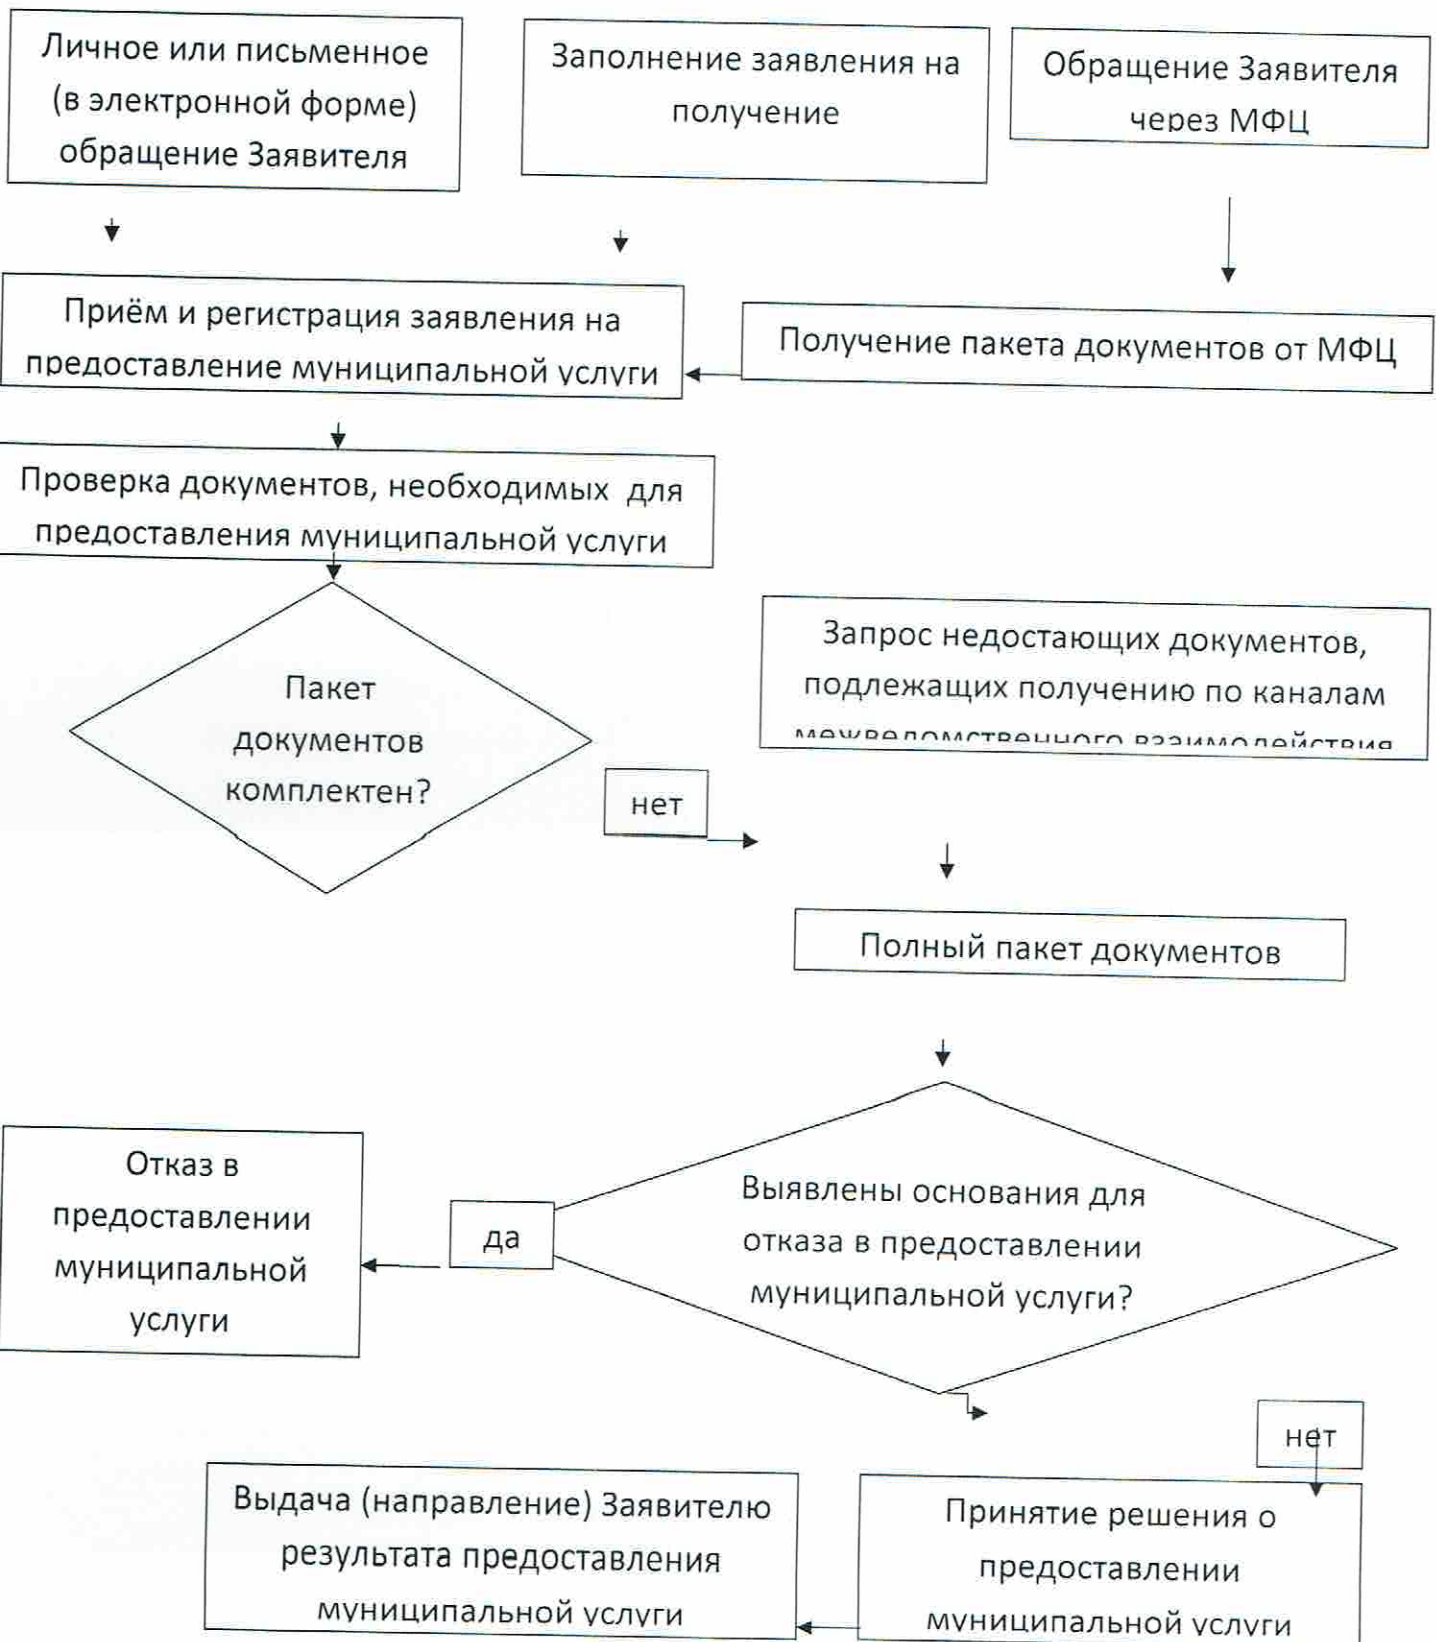 Личное или письменное
(в электронной форме)
обращение Заявителя
Заполнение заявления на
получение
Обращение Заявителя
через МФЦ
Приём и регистрация заявления на
предоставление муниципальной услуги
Получение пакета документов от МФЦ
Проверка документов, необходимых для
предоставления муниципальной услуги
Пакет
документов
комплектен?
нет
Запрос недостающих документов,
подлежащих получению по каналам
межведомственного взаимодействия
Полный пакет документов
Выявлены основания для
отказа в предоставлении
муниципальной услуги?
да
Отказ в
предоставлении
муниципальной
услуги
нет
Принятие решения о
предоставлении
муниципальной услуги
Выдача (направление) Заявителю
результата предоставления
муниципальной услуги